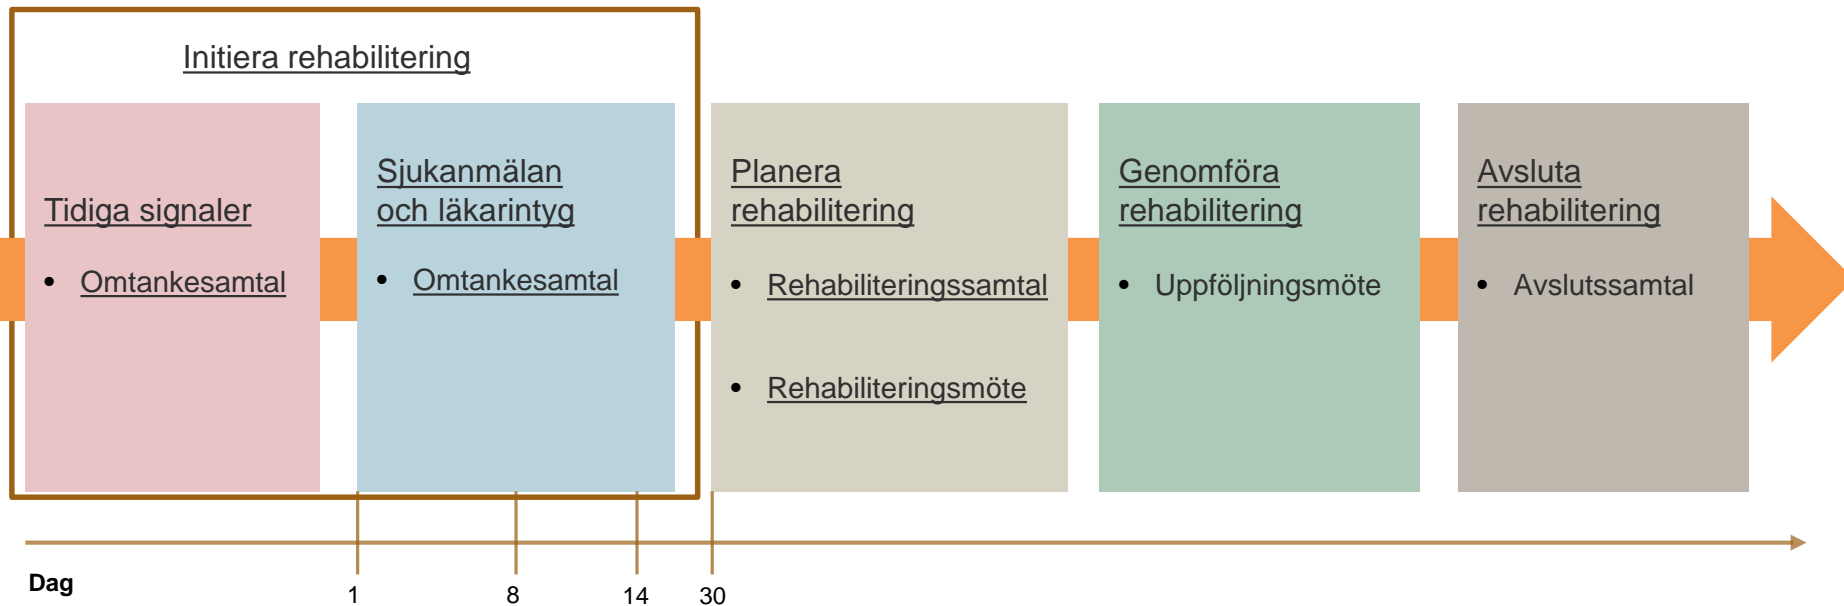 Initiera rehabilitering
Tidiga signaler
• Omtankesamtal
Sjukanmälan
och läkarintyg
• Omtankesamtal
Planera
rehabilitering
• Rehabiliteringssamtal
• Rehabiliteringsmöte
Genomföra
rehabilitering
• Uppföljningsmöte
Avsluta
rehabilitering
• Avslutssamtal
Dag
1
8
14
30